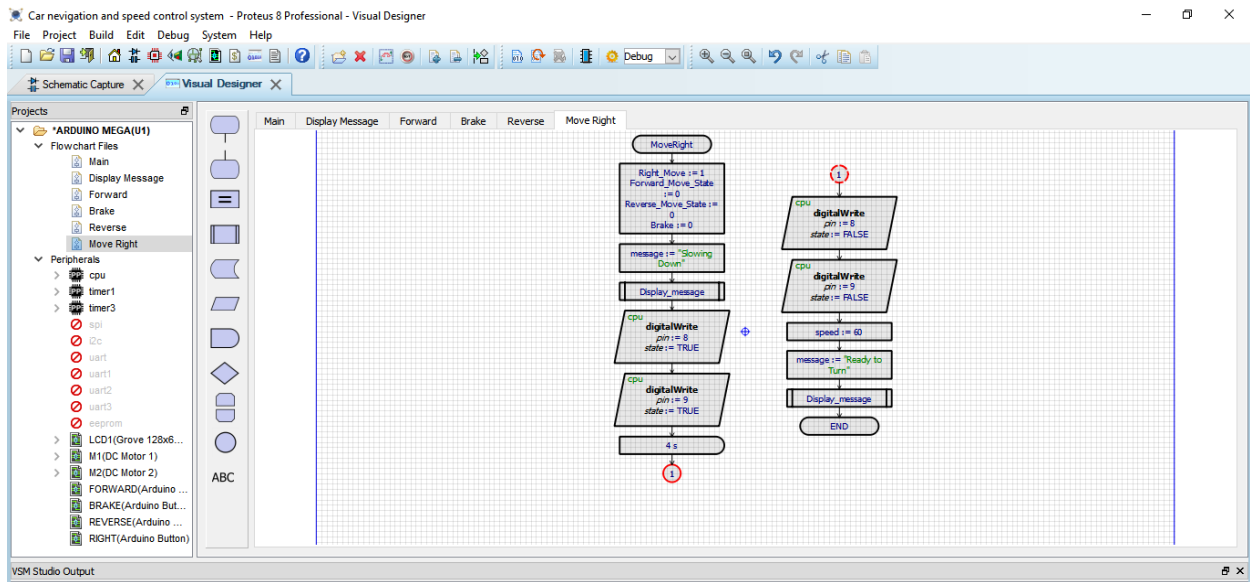 Car nevigation and speed control system - Proteus 8 Professional - Visual Designer
File Project Build Edit Debug System Help
Debug
Schematic Capture
Visual Designer
Projects
*ARDUINO MEGA(U1)
Flowchart Files
Main
Display Message
Forward
Brake
Reverse
Move Right
Peripherals
cpu
timer1
timer3
spi
i2c
uart
uart1
uart2
uart3
eeprom
LCD1(Grove 128x6...
M1(DC Motor 1)
M2(DC Motor 2)
FORWARD(Arduino ...
BRAKE(Arduino But...
REVERSE(Arduino ...
RIGHT(Arduino Button)
ABC
Main Display Message Forward Brake Reverse Move Right
MoveRight
Right_Move := 1
Forward_Move_State
:= 0
Reverse_Move_State :=
0
Brake := 0
message := "Slowing
Down"
Display_message
cpu
digitalWrite
pin := 8
state := TRUE
cpu
digitalWrite
pin := 9
state := TRUE
4 s
1
1
cpu
digitalWrite
pin := 8
state := FALSE
cpu
digitalWrite
pin := 9
state := FALSE
speed := 60
message := "Ready to
Turn"
Display_message
END
VSM Studio Output